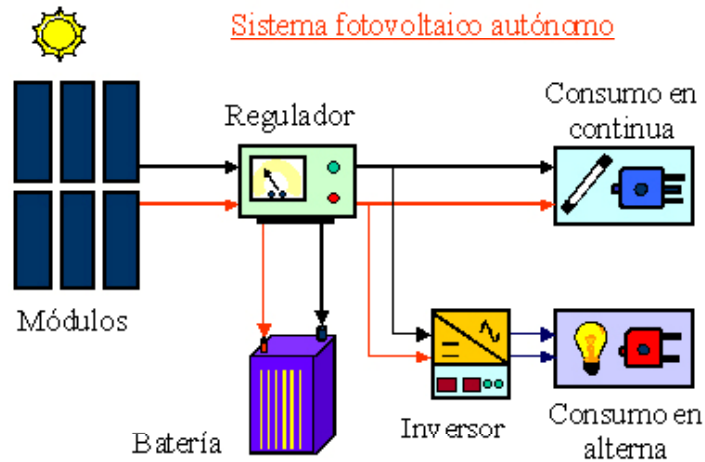 Sistema fotovoltaico autónomo
Regulador
Consumo en
continua
Módulos
Batería
Inversor
Consumo en
alterna